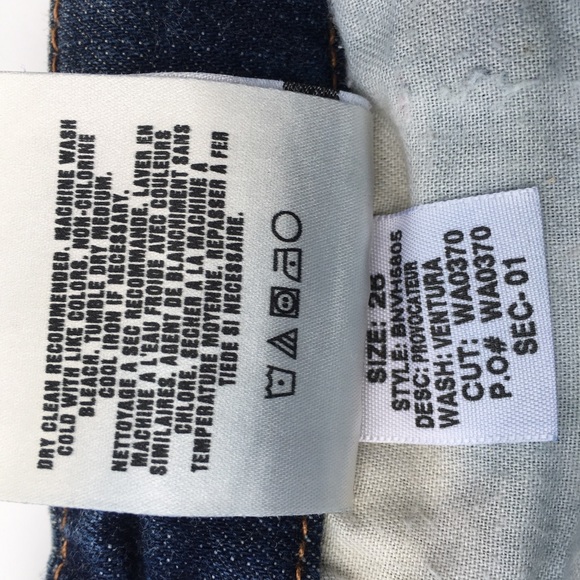 DRY CLEAN RECOMMENDED, MACHINE WASH
COLD WITH LIKE COLORS, NON-CHLORINE
BLEACH, TUMBLE DRY MEDIUM.
COOL IRON IF NECESSARY.
NETTOYAGE A SEC RECOMMANDE, LAVER EN
MACHINE A L'EAU FROIDE AVEC COULEURS
SIMILAIRES, AGENT DE BLANCHIMENT SANS
CHLORE, SECHER A LA MACHINE A
TEMPERATURE MOYENNE. REPASSER À FER
TIEDE SI NECESSAIRE.
SIZE: 26
STYLE: BNVH6805
DESC: PROVOCATEUR
WASH: VENTURA
CUT: WA0370
P.O# WA0370
SEC- 01